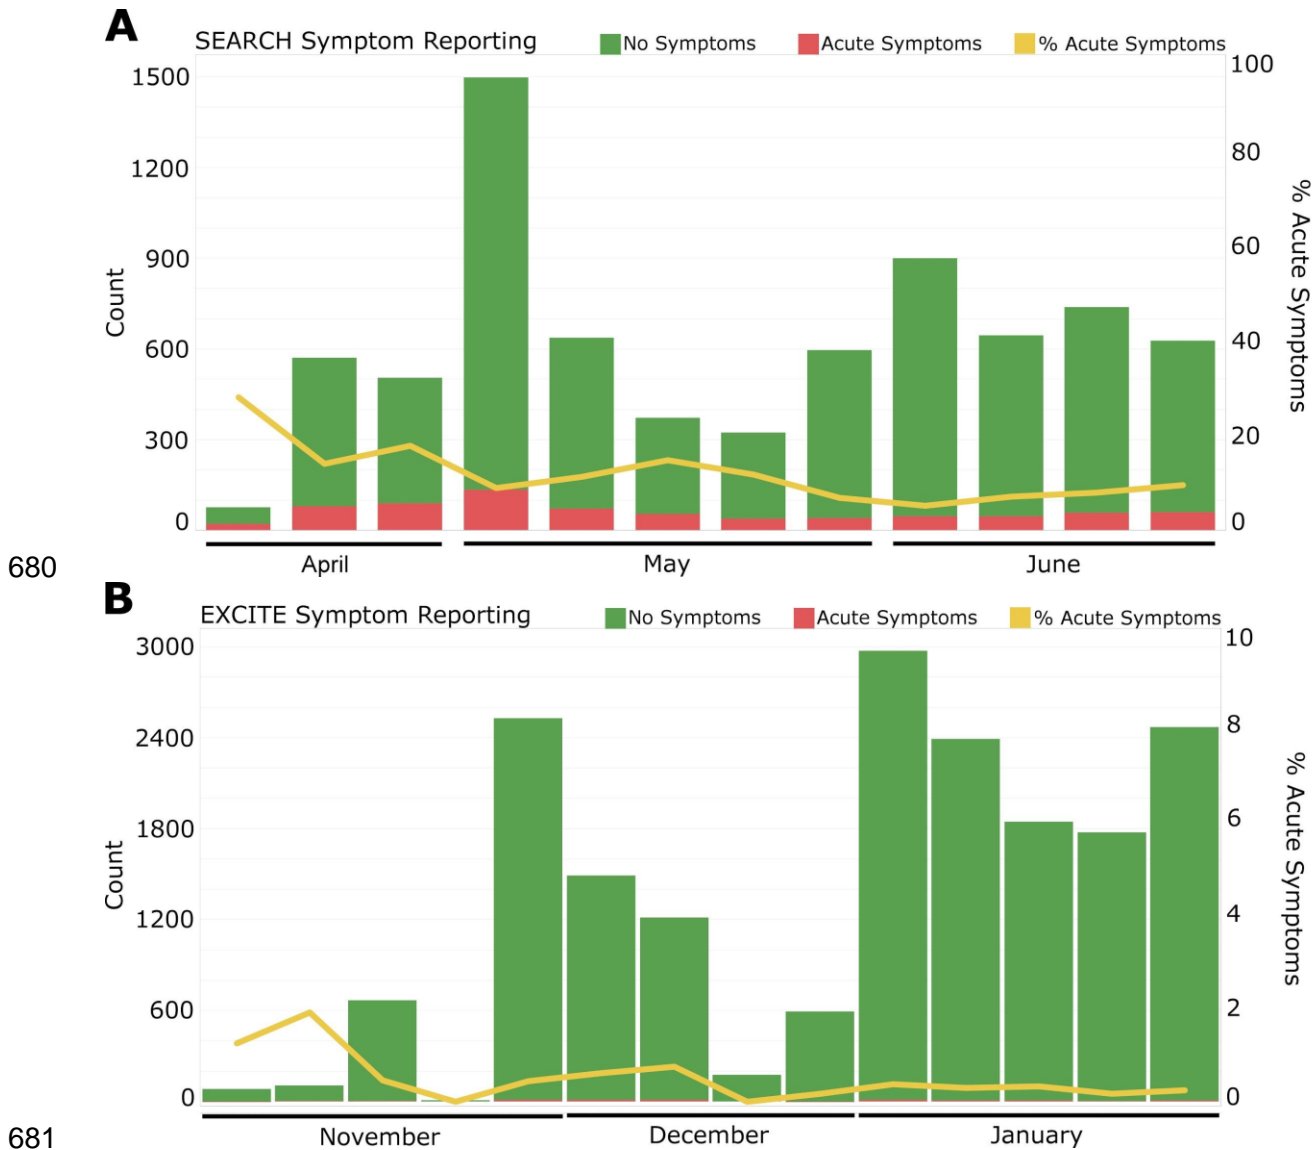 A
SEARCH Symptom Reporting
No Symptoms
Acute Symptoms
% Acute Symptoms
1500
1200
900
600
300
0
Count
100
80
60
40
20
0
% Acute Symptoms
April
May
June
680
B
EXCITE Symptom Reporting
No Symptoms
Acute Symptoms
% Acute Symptoms
3000
2400
1800
1200
600
0
Count
10
8
6
4
2
0
% Acute Symptoms
November
December
January
681